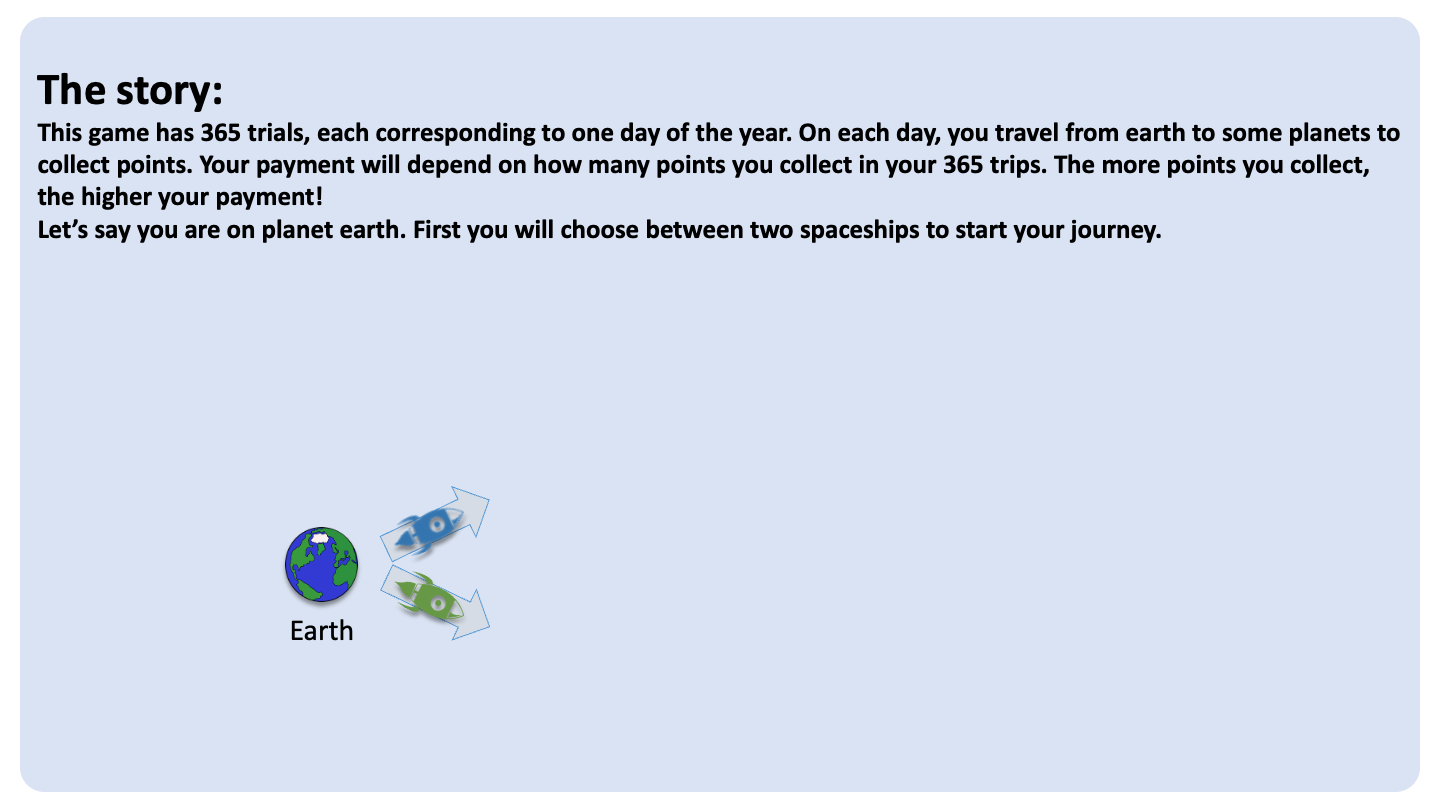 The story:
This game has 365 trials, each corresponding to one day of the year. On each day, you travel from earth to some planets to
collect points. Your payment will depend on how many points you collect in your 365 trips. The more points you collect,
the higher your payment!
Let’s say you are on planet earth. First you will choose between two spaceships to start your journey.
Earth